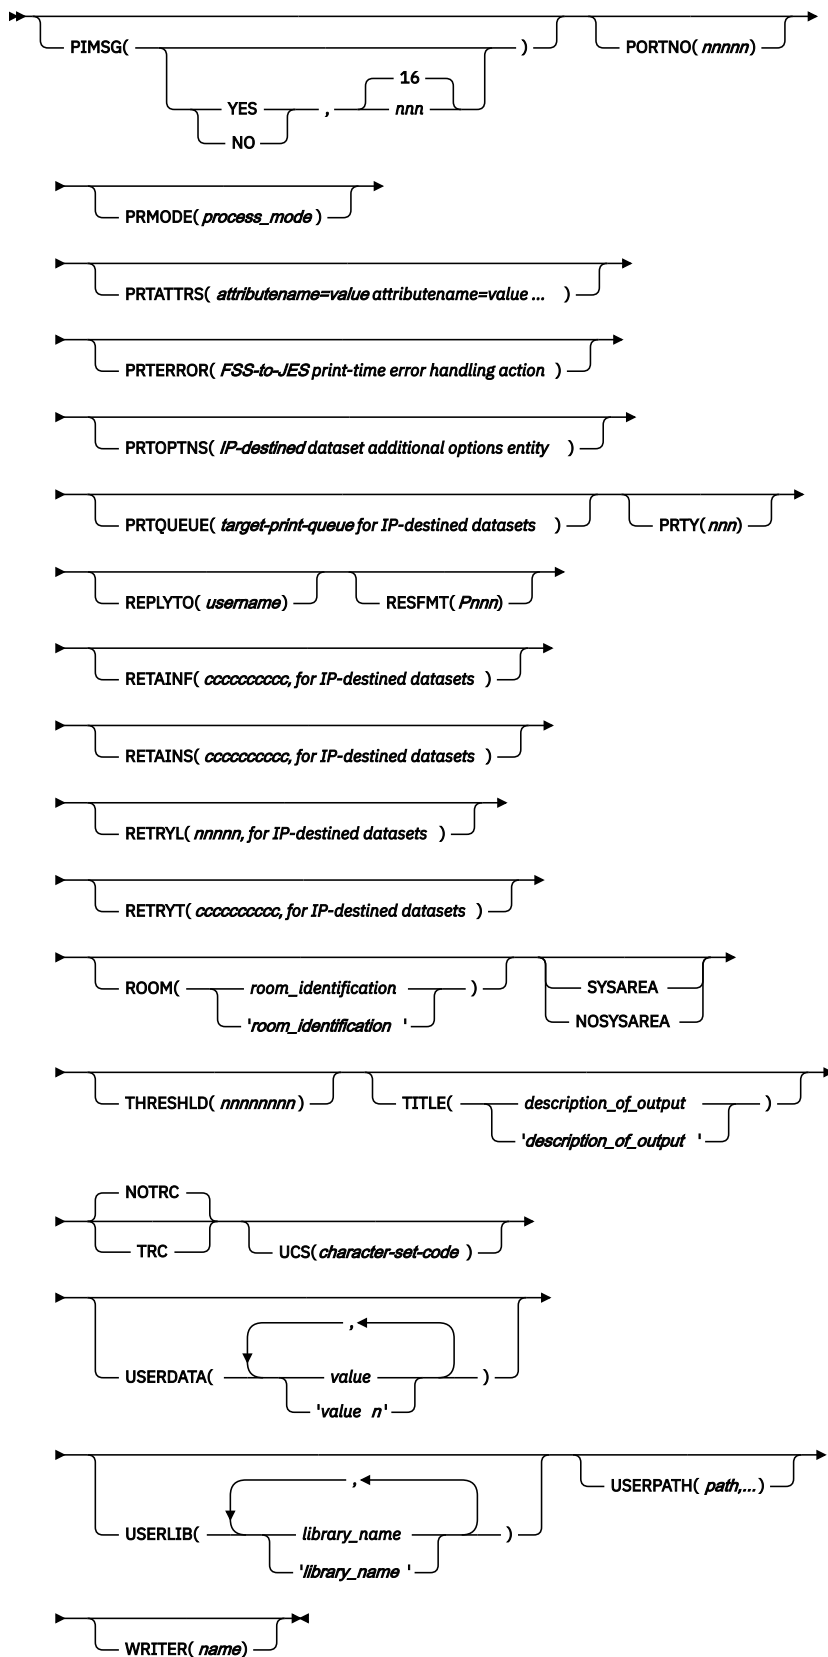 PIMSG( ) PORTNO( nnnnn)
16
YES , nnn
NO
PRMODE( process_mode )
PRTATTRS( attributename=value attributename=value ... )
PRTERROR( FSS-to-JES print-time error handling action )
PRTOPTNS( IP-destined dataset additional options entity )
PRTQUEUE( target-print-queue for IP-destined datasets ) PRTY( nnn)
REPLYTO( username) RESFMT( Pnnn)
RETAINF( cccccccccc, for IP-destined datasets )
RETAINS( cccccccccc, for IP-destined datasets )
RETRYL( nnnnn, for IP-destined datasets )
RETRYT( cccccccccc, for IP-destined datasets )
ROOM( room_identification ) SYSAREA
'room_identification ' NOSYSAREA
THRESHLD( nnnnnnnn) TITLE( description_of_output )
'description_of_output '
NOTRC
TRC UCS(character-set-code )
,
USERDATA( value )
'value n'
,
USERLIB( library_name ) USERPATH( path,...)
'library_name '
WRITER( name)